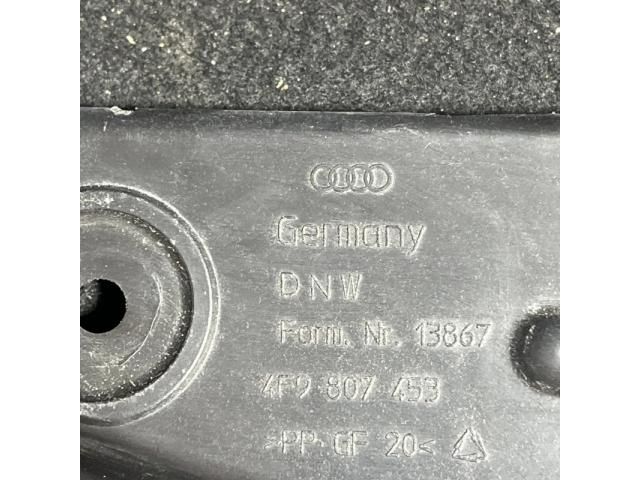 Germany
DNW
Form. Nr. 13867
4F9 807 453
>PP-GF 20<